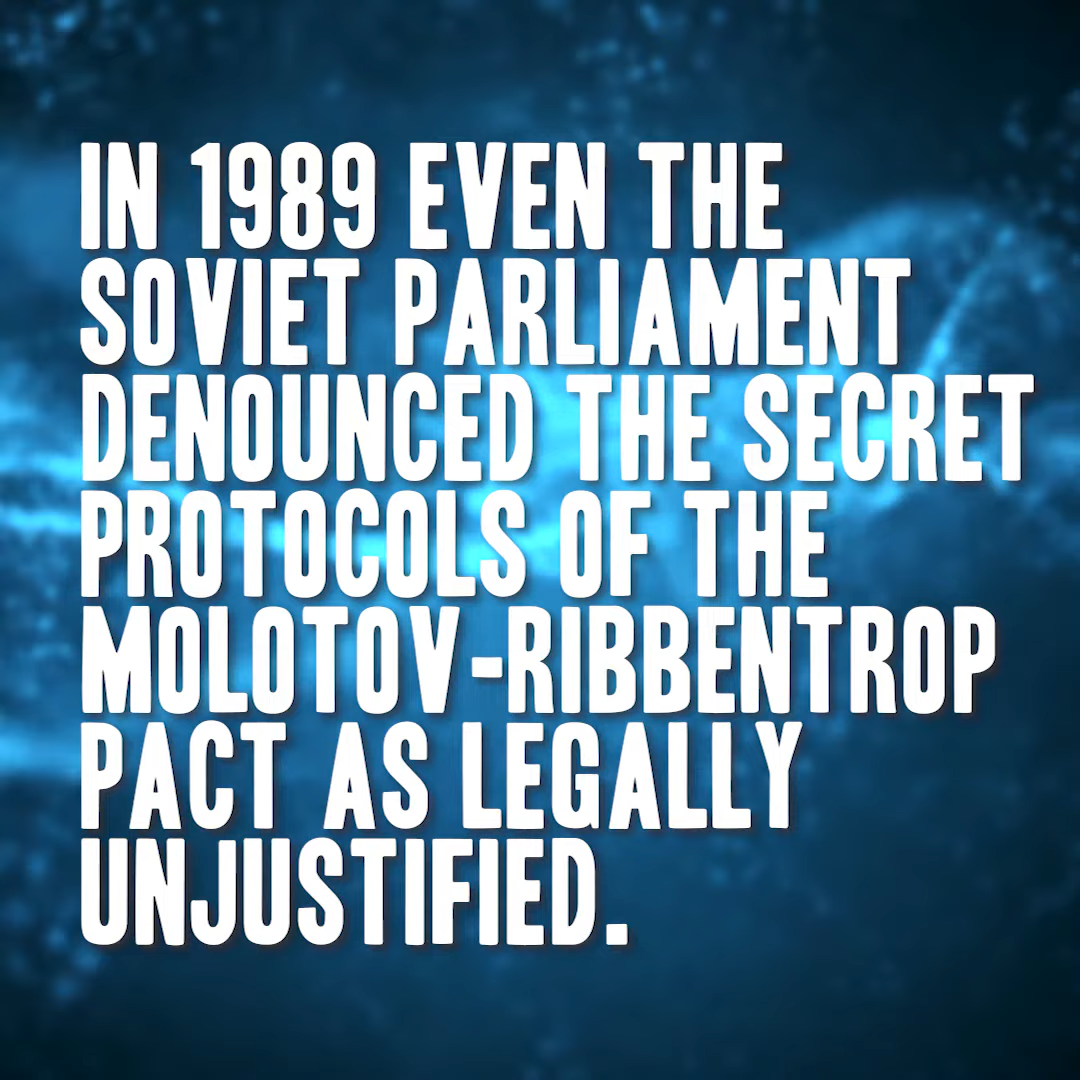 IN 1989 EVEN THE
SOVIET PARLIAMENT
DENOUNCED THE SECRET
PROTOCOLS OF THE
MOLOTOV-RIBBENTROP
PACT AS LEGALLY
UNJUSTIFIED.